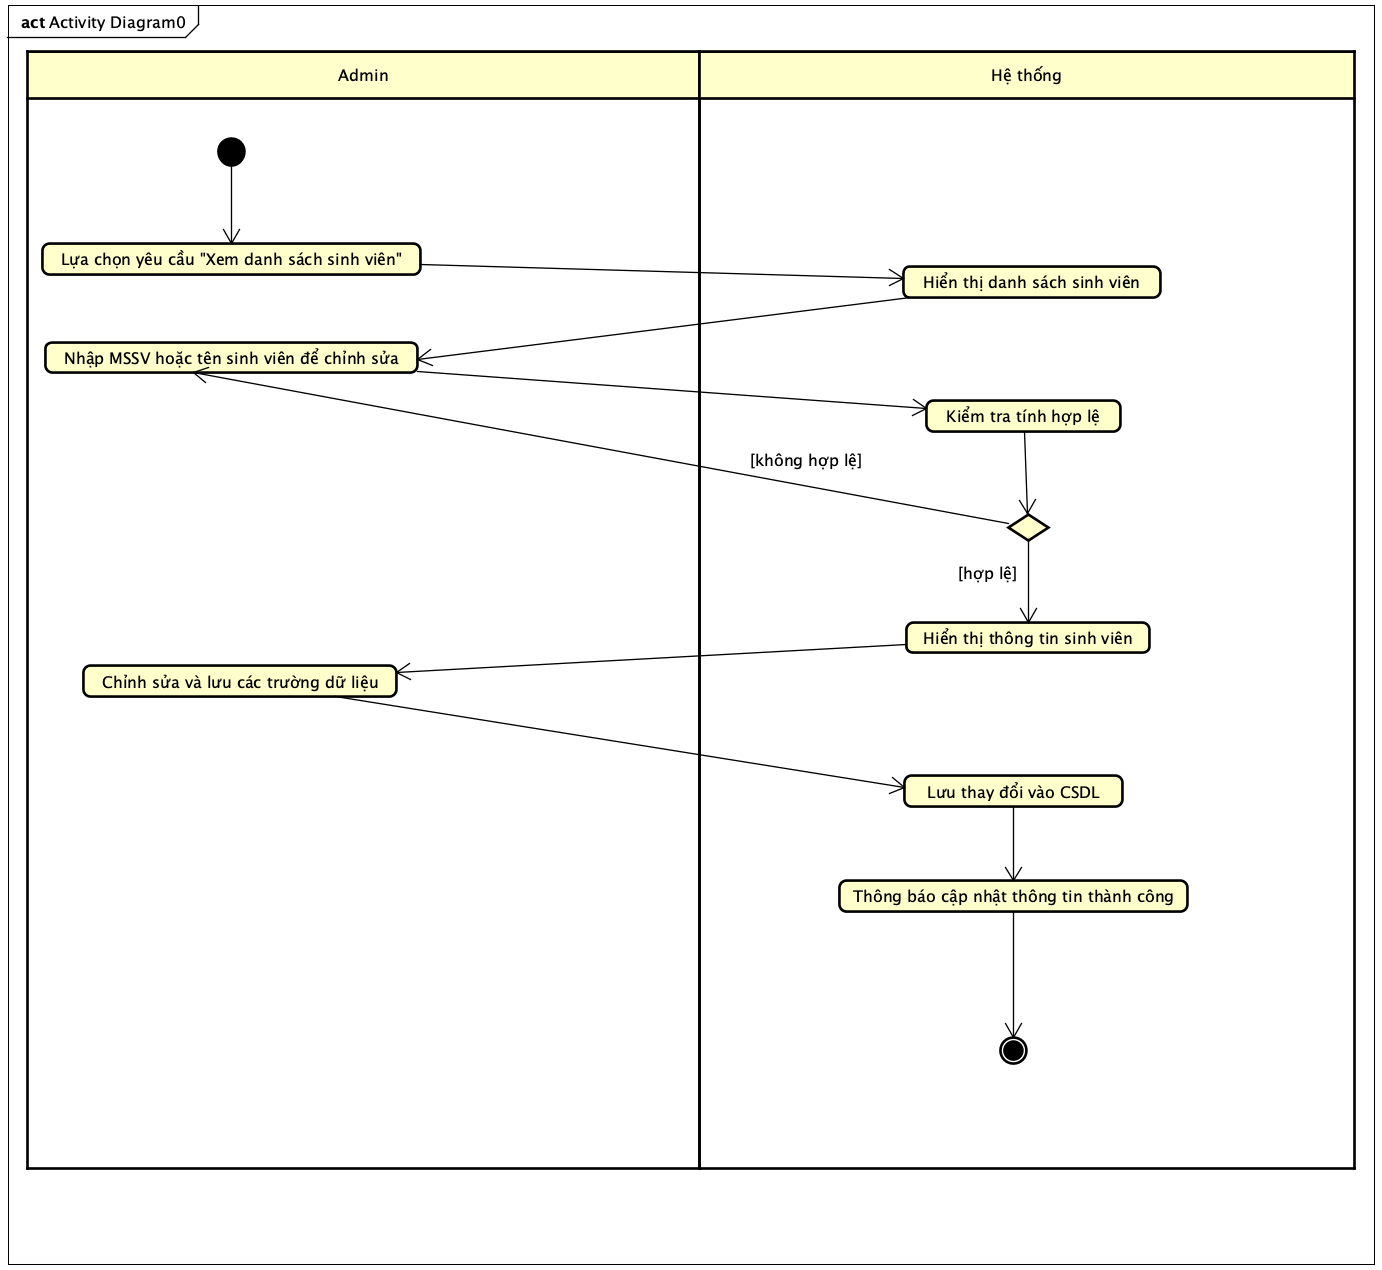 act Activity Diagram0
Admin
Hệ thống
Lựa chọn yêu cầu "Xem danh sách sinh viên"
Hiển thị danh sách sinh viên
Nhập MSSV hoặc tên sinh viên để chỉnh sửa
Kiểm tra tính hợp lệ
[không hợp lệ]
[hợp lệ]
Hiển thị thông tin sinh viên
Chỉnh sửa và lưu các trường dữ liệu
Lưu thay đổi vào CSDL
Thông báo cập nhật thông tin thành công